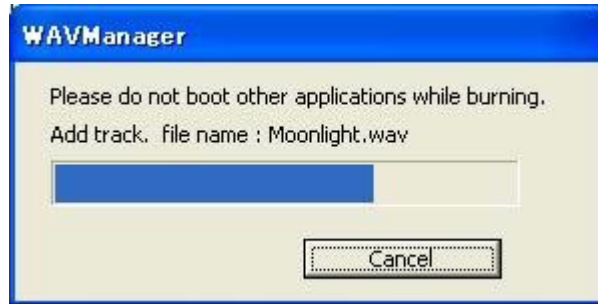 WAVManager
Please do not boot other applications while burning.
Add track. file name : Moonlight.wav
Cancel